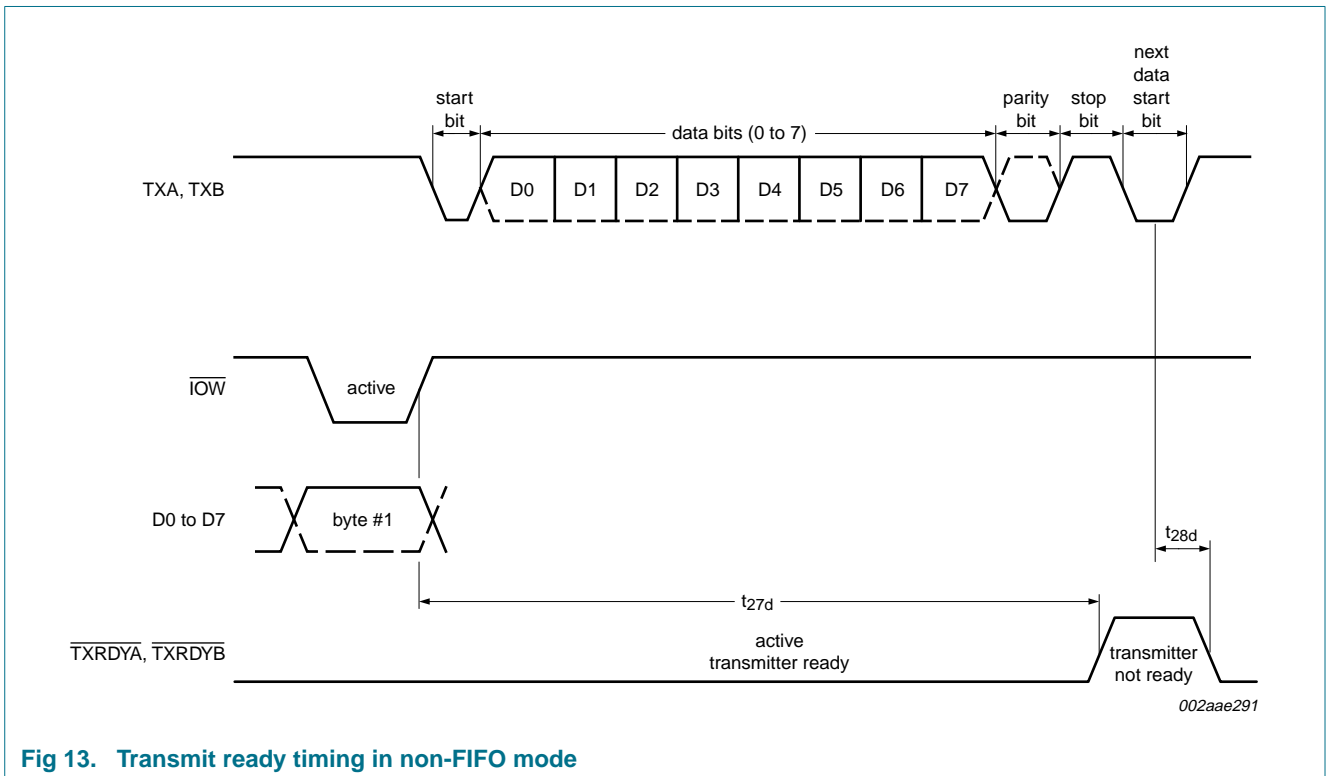 next
data
start
bit
start
bit
parity
bit
stop
bit
data bits (0 to 7)
TXA, TXB
D0 D1 D2 D3 D4 D5 D6 D7
IOW
active
D0 to D7
byte #1
t28d
t27d
TXRDYA, TXRDYB
active
transmitter ready
transmitter
not ready
002aae291
Fig 13. Transmit ready timing in non-FIFO mode